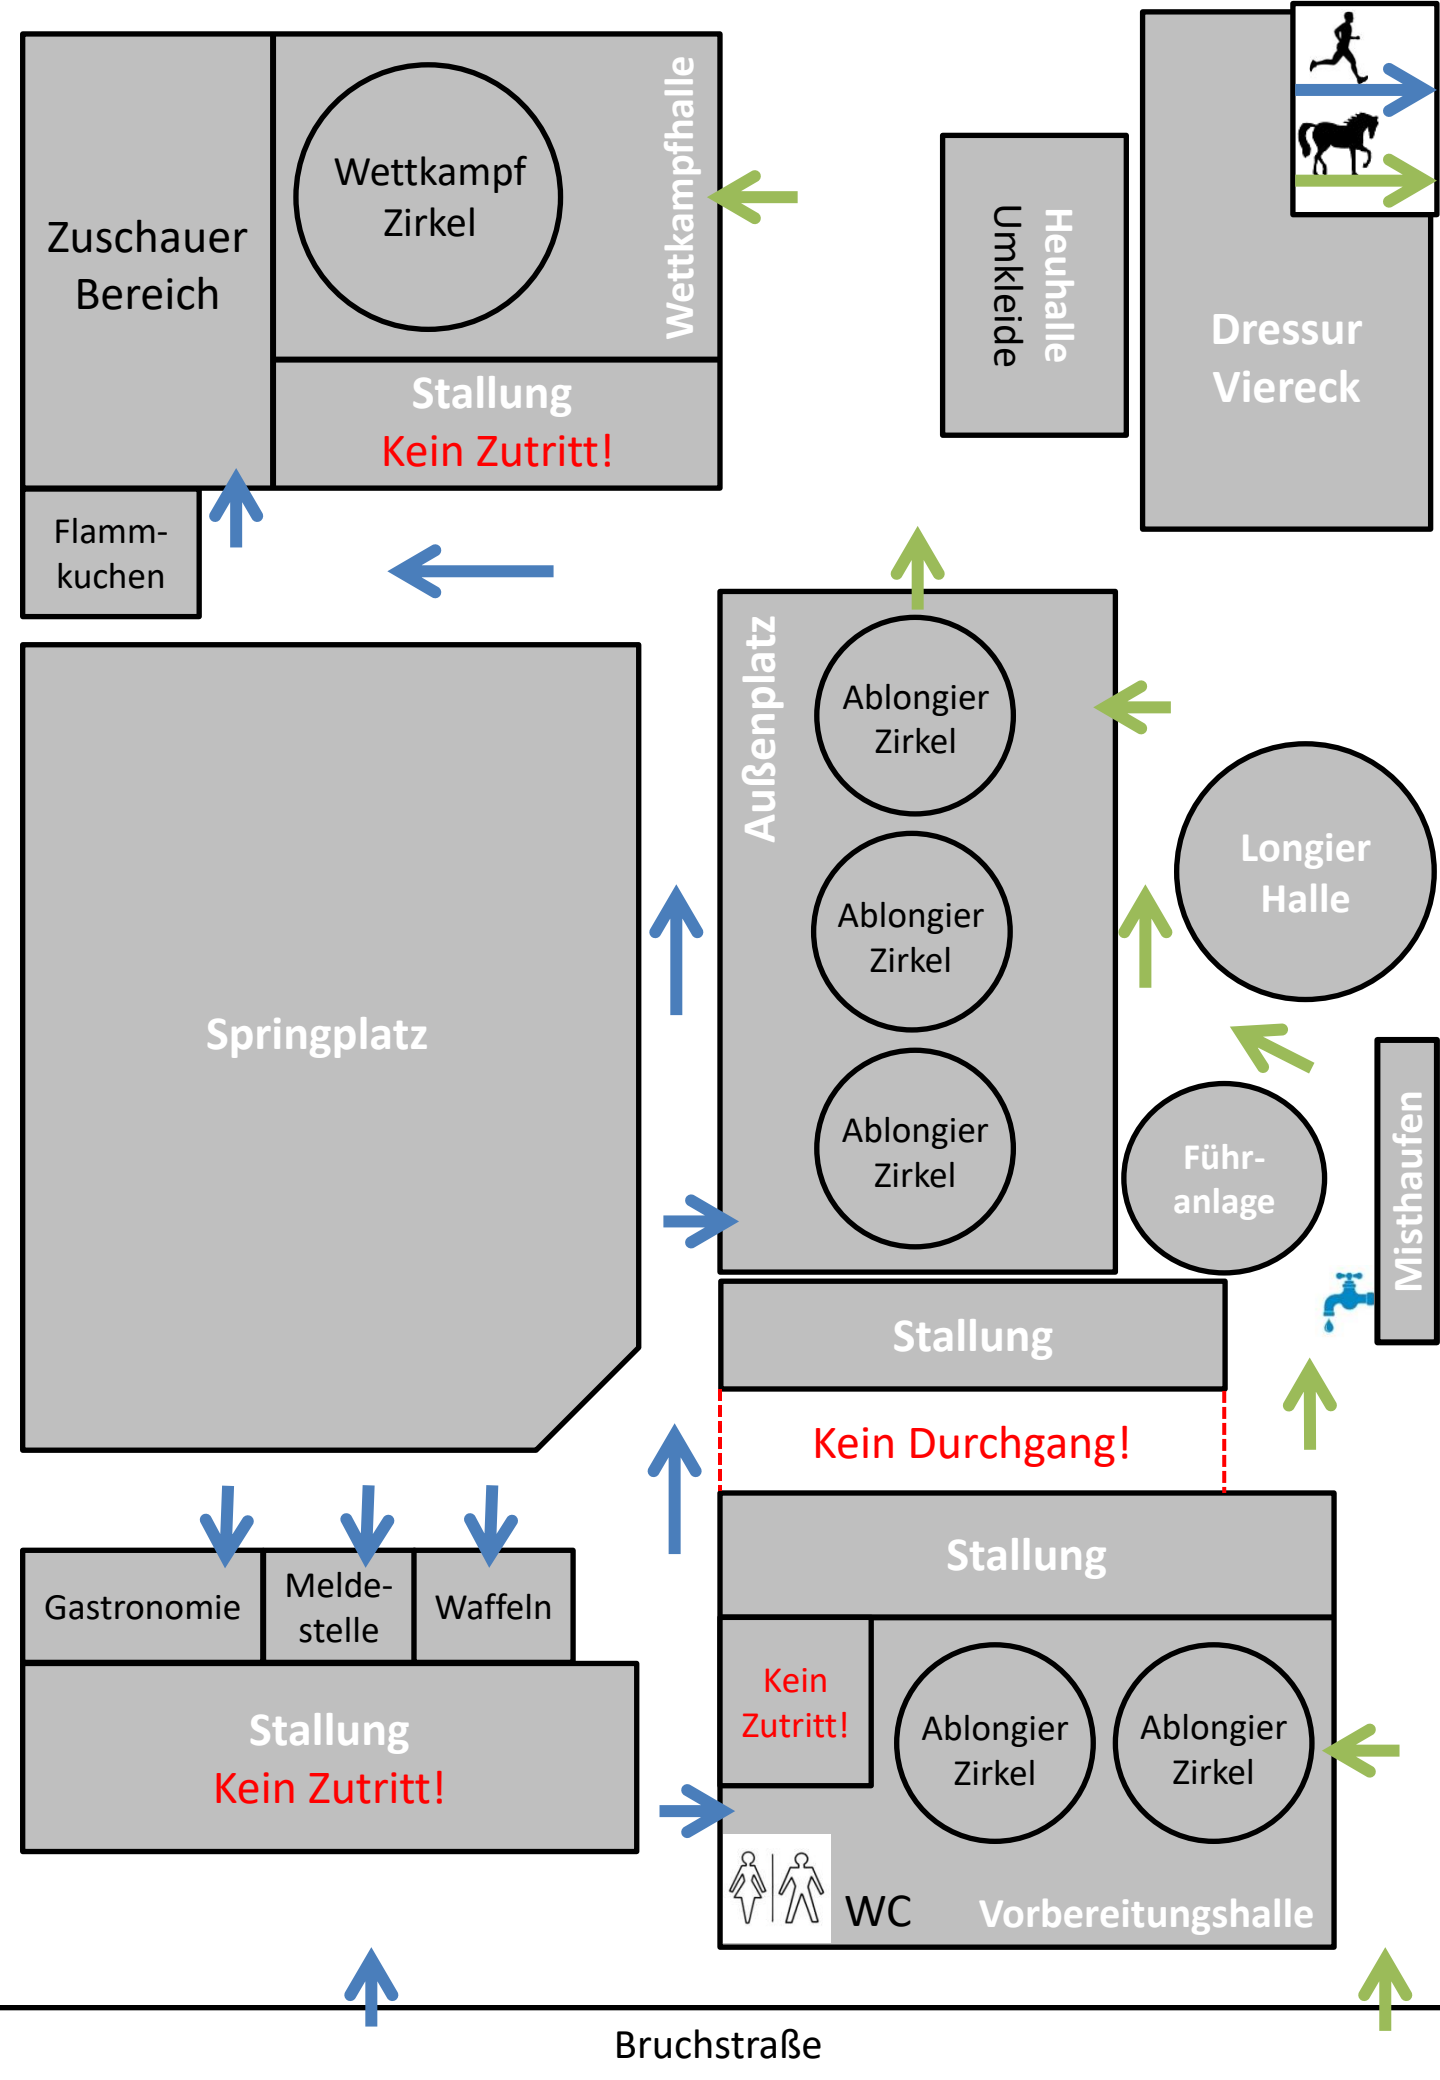 Wettkampf
Zirkel
Wettkampfhalle
Zuschauer
Bereich
Stallung
Kein Zutritt!
Flamm-
kuchen
Heuhalle
Umkleide
Dressur
Viereck
Außenplatz
Ablongier
Zirkel
Ablongier
Zirkel
Ablongier
Zirkel
Longier
Halle
Springplatz
Führ-
anlage
Misthaufen
Stallung
Kein Durchgang!
Stallung
Gastronomie
Melde-
stelle
Waffeln
Stallung
Kein Zutritt!
Kein
Zutritt!
Ablongier
Zirkel
Ablongier
Zirkel
WC
Vorbereitungshalle
Bruchstraße